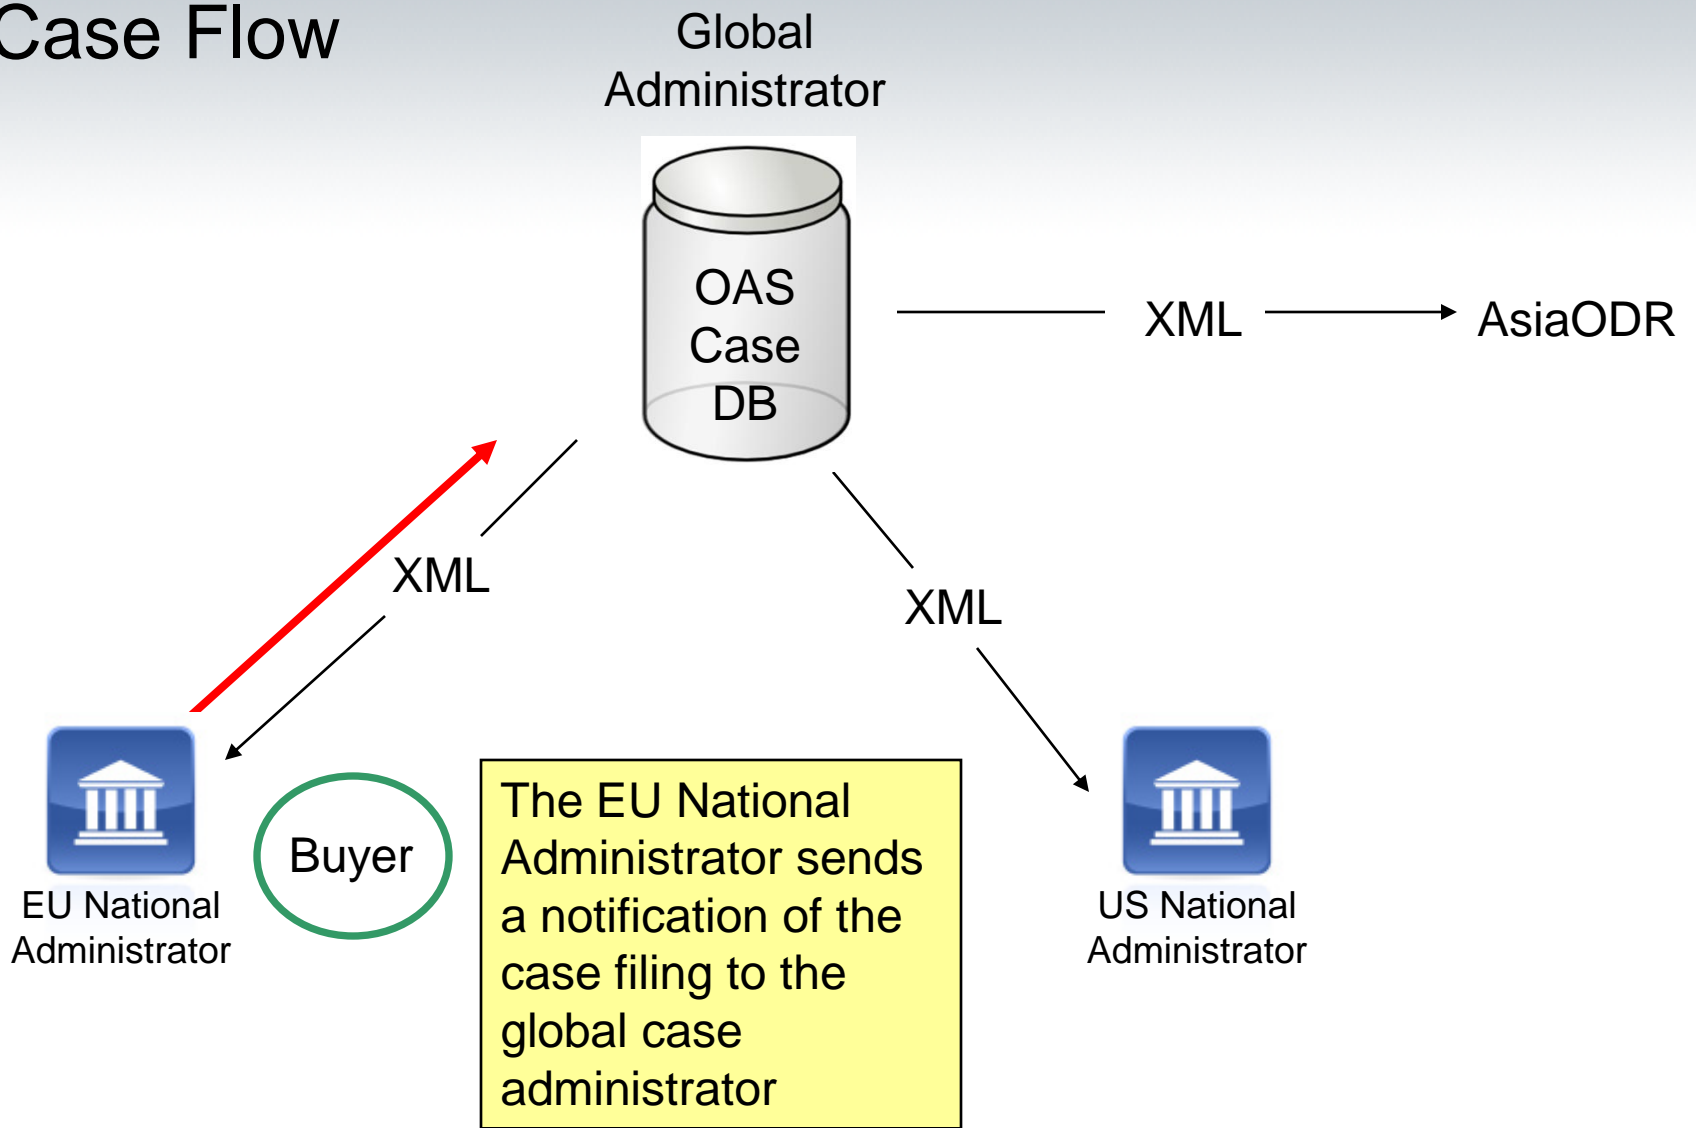 Case Flow
Global
Administrator
OAS
Case
DB
XML
AsiaODR
XML
XML
EU National
Administrator
Buyer
The EU National
Administrator sends
a notification of the
case filing to the
global case
administrator
US National
Administrator